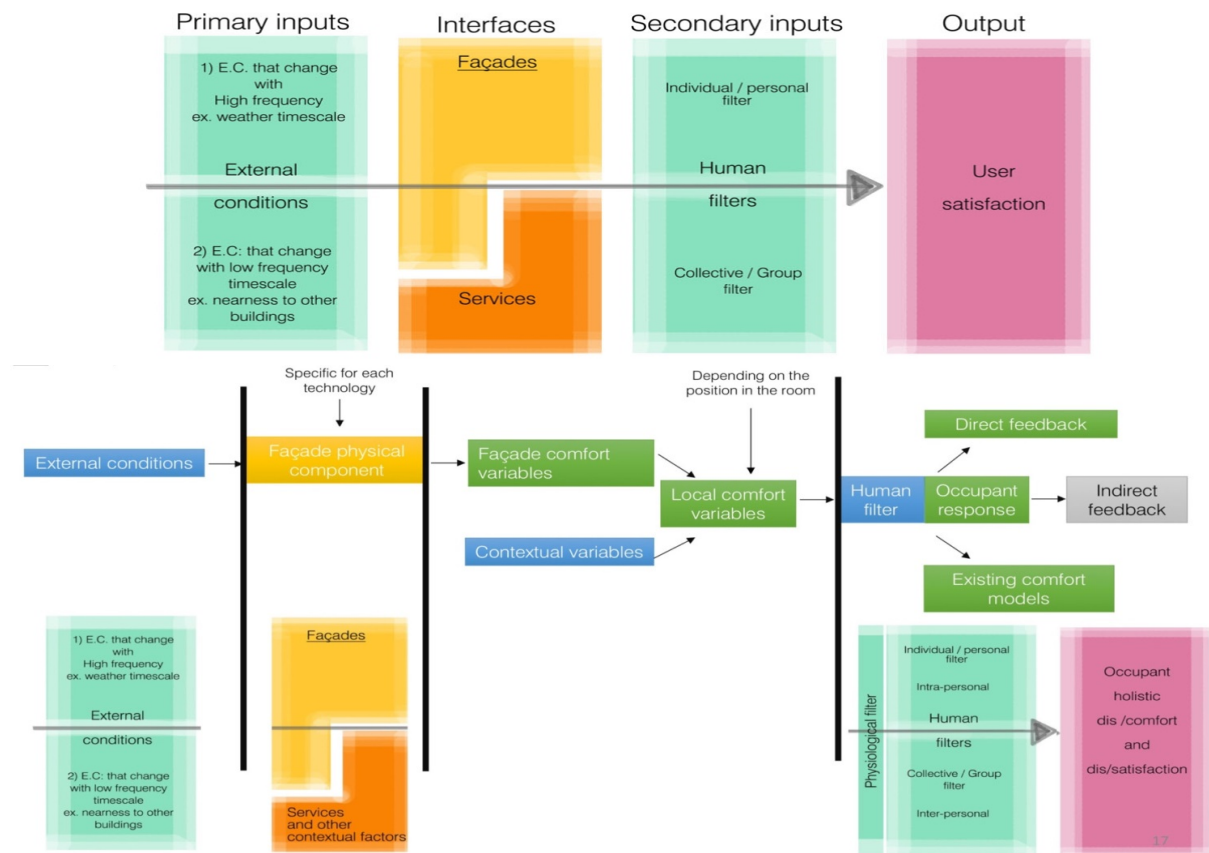 Primary inputs
Interfaces
Secondary inputs
Output
1) E.C. that change
with
High frequency
ex. weather timescale
External
conditions
2) E.C: that change
with low frequency
timescale
ex. nearness to other
buildings
Façades
Services
Individual / personal
filter
Human
filters
Collective / Group
filter
User
satisfaction
Specific for each
technology
Depending on the
position in the room
External conditions
Façade physical
component
Façade comfort
variables
Contextual variables
Local comfort
variables
Human
filter
Occupant
response
Direct feedback
Indirect
feedback
Existing comfort
models
1) E.C. that change
with
High frequency
ex. weather timescale
External
conditions
2) E.C: that change
with low frequency
timescale
ex. nearness to other
buildings
Façades
Services
and other
contextual factors
Physiological filter
Individual / personal
filter
Intra-personal
Human
filters
Collective / Group
filter
Inter-personal
Occupant
holistic
dis /comfort
and
dis/satisfaction
17